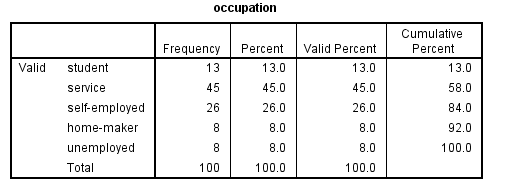 occupation
Cumulative
Frequency Percent Valid Percent Percent
Valid student 13 13.0 13.0 13.0
service 45 45.0 45.0 58.0
self-employed 26 26.0 26.0 84.0
home-maker 8 8.0 8.0 92.0
unemployed 8 8.0 8.0 100.0
Total 100 100.0 100.0